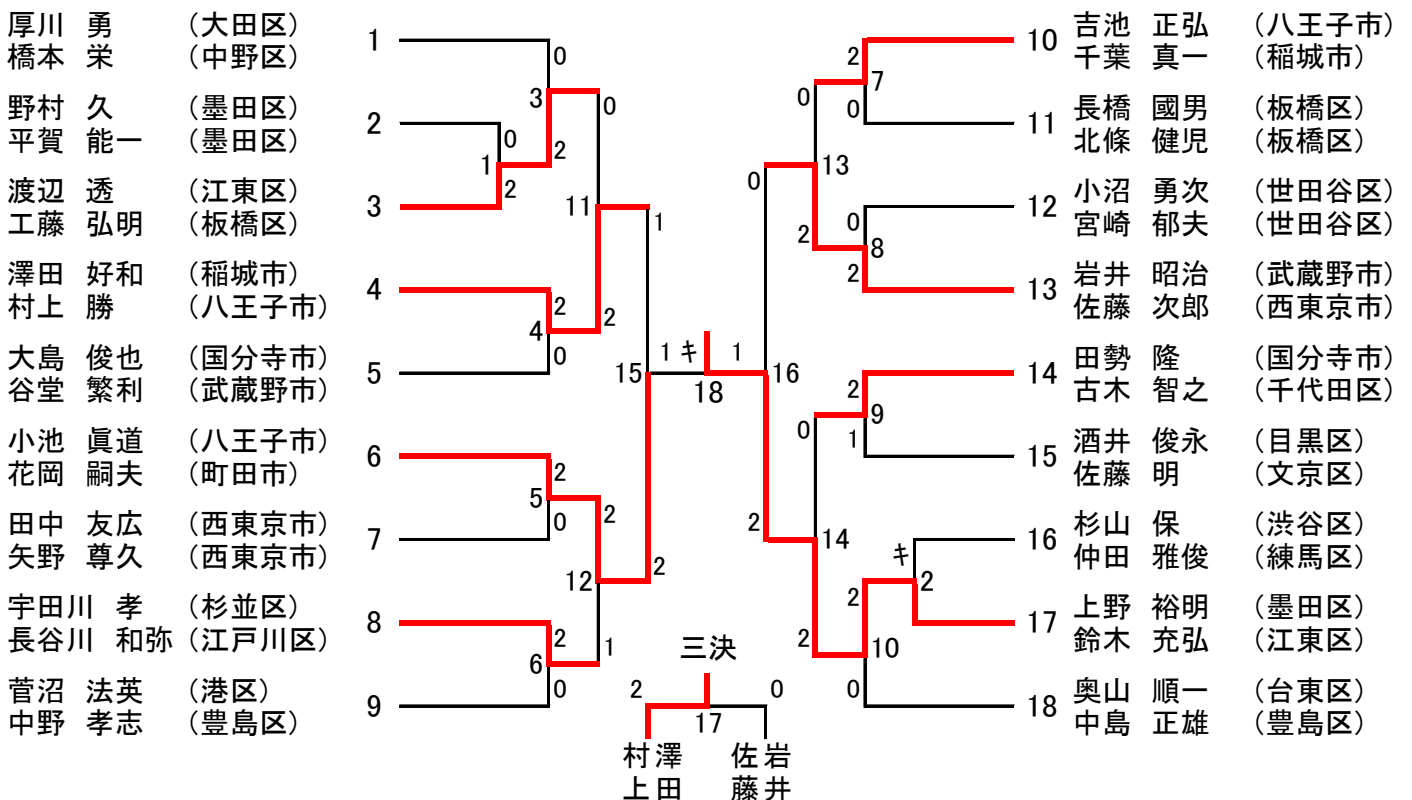 厚川 勇 (大田区)
橋本 栄 (中野区)
1
野村 久 (墨田区)
平賀 能一 (墨田区)
2
渡辺 透 (江東区)
工藤 弘明 (板橋区)
3
澤田 好和 (稲城市)
村上 勝 (八王子市)
4
大島 俊也 (国分寺市)
谷堂 繁利 (武蔵野市)
5
小池 眞道 (八王子市)
花岡 嗣夫 (町田市)
6
田中 友広 (西東京市)
矢野 尊久 (西東京市)
7
宇田川 孝 (杉並区)
長谷川 和弥 (江戸川区)
8
菅沼 法英 (港区)
中野 孝志 (豊島区)
9
0
3
0
0
1
2
2
11
1
2
4
2
0
15
1 キ 1
18
2
5
2
0
12
2
2
6
1
0
三決
2
0
17
村上
澤田
佐藤
岩井
2
7
0
0
13
0
0
2
8
2
16
2
9
0
1
2
14
キ
2
2
2
10
0
10
吉池 正弘 (八王子市)
千葉 真一 (稲城市)
11
長橋 國男 (板橋区)
北條 健児 (板橋区)
12
小沼 勇次 (世田谷区)
宮崎 郁夫 (世田谷区)
13
岩井 昭治 (武蔵野市)
佐藤 次郎 (西東京市)
14
田勢 隆 (国分寺市)
古木 智之 (千代田区)
15
酒井 俊永 (目黒区)
佐藤 明 (文京区)
16
杉山 保 (渋谷区)
仲田 雅俊 (練馬区)
17
上野 裕明 (墨田区)
鈴木 充弘 (江東区)
18
奥山 順一 (台東区)
中島 正雄 (豊島区)